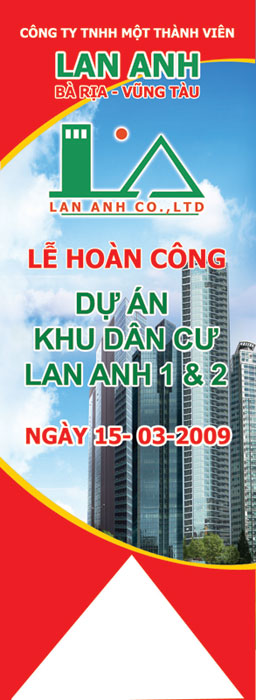 CÔNG TY TNHH MỘT THÀNH VIÊN
LAN ANH
BÀ RỊA - VŨNG TÀU
LA
LAN ANH CO.,LTD
LỄ HOÀN CÔNG
DỰ ÁN
KHU DÂN CƯ
LAN ANH 1 & 2
NGÀY 15- 03-2009